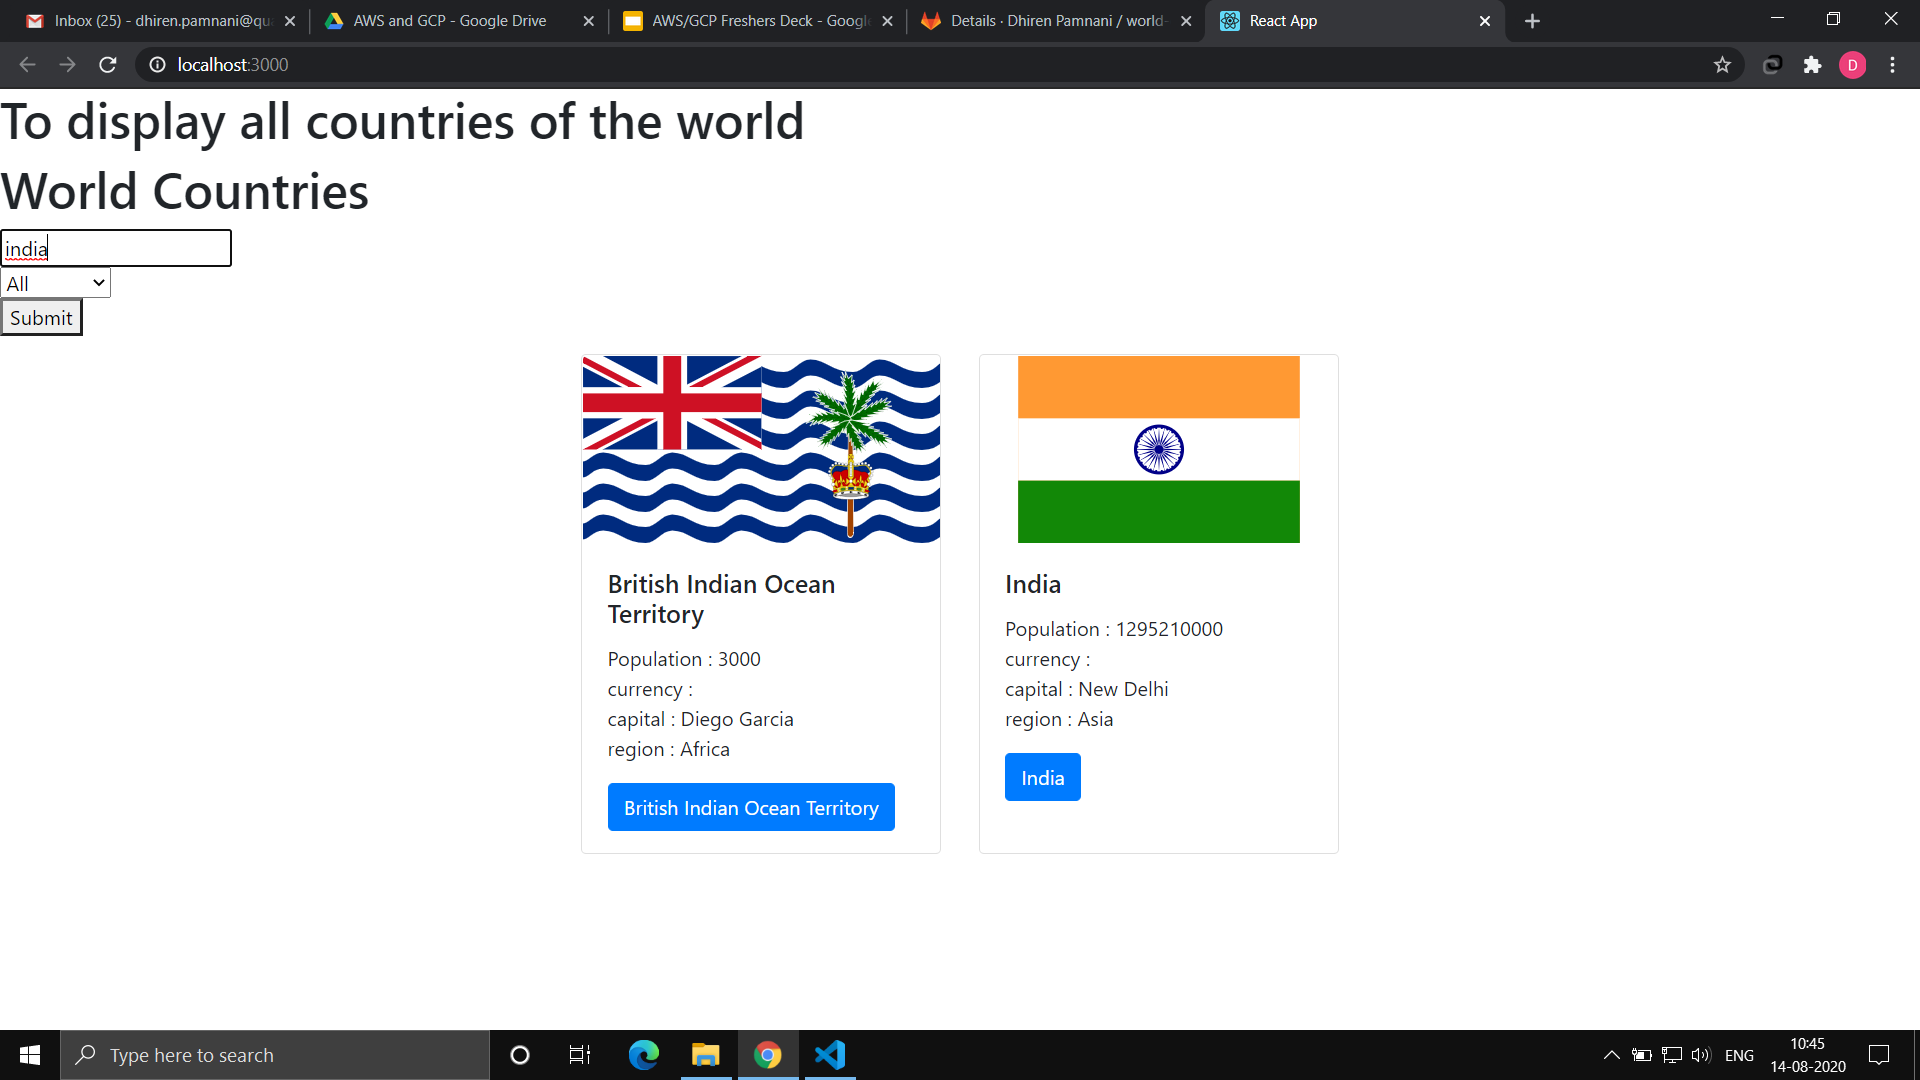 Inbox (25) - dhiren.pamnani@qu
AWS and GCP - Google Drive
AWS/GCP Freshers Deck - Googl
Details · Dhiren Pamnani / world-
React App
localhost:3000
D
To display all countries of the world
World Countries
india
All
Submit
British Indian Ocean
Territory
Population : 3000
currency :
capital : Diego Garcia
region : Africa
British Indian Ocean Territory
India
Population : 1295210000
currency :
capital : New Delhi
region : Asia
India
Type here to search
ENG
10:45
14-08-2020